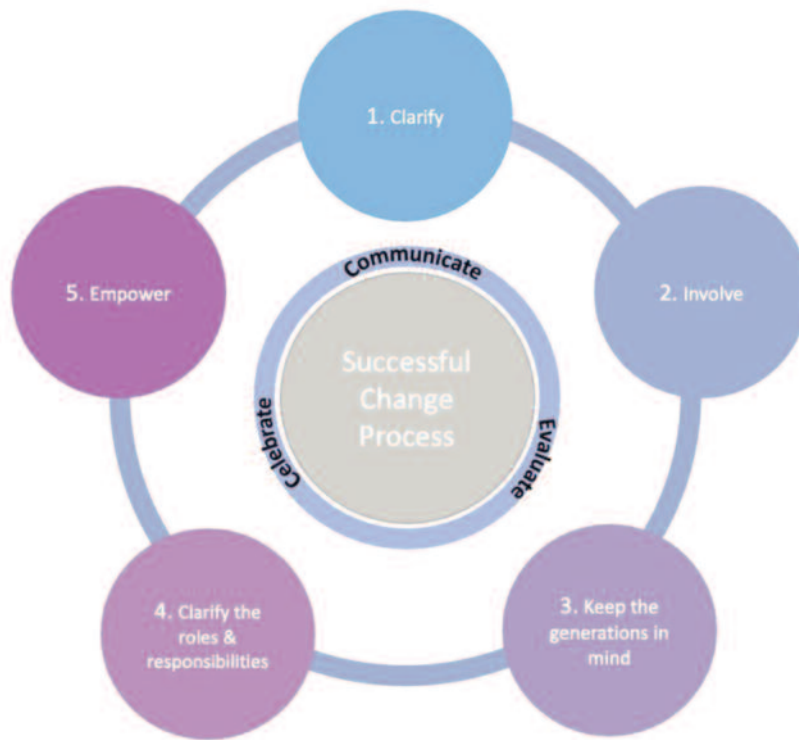 1. Clarify
2. Involve
3. Keep the
generations in
mind
4. Clarify the
roles &
responsibilities
5. Empower
Communicate
Evaluate
Celebrate
Successful
Change
Process